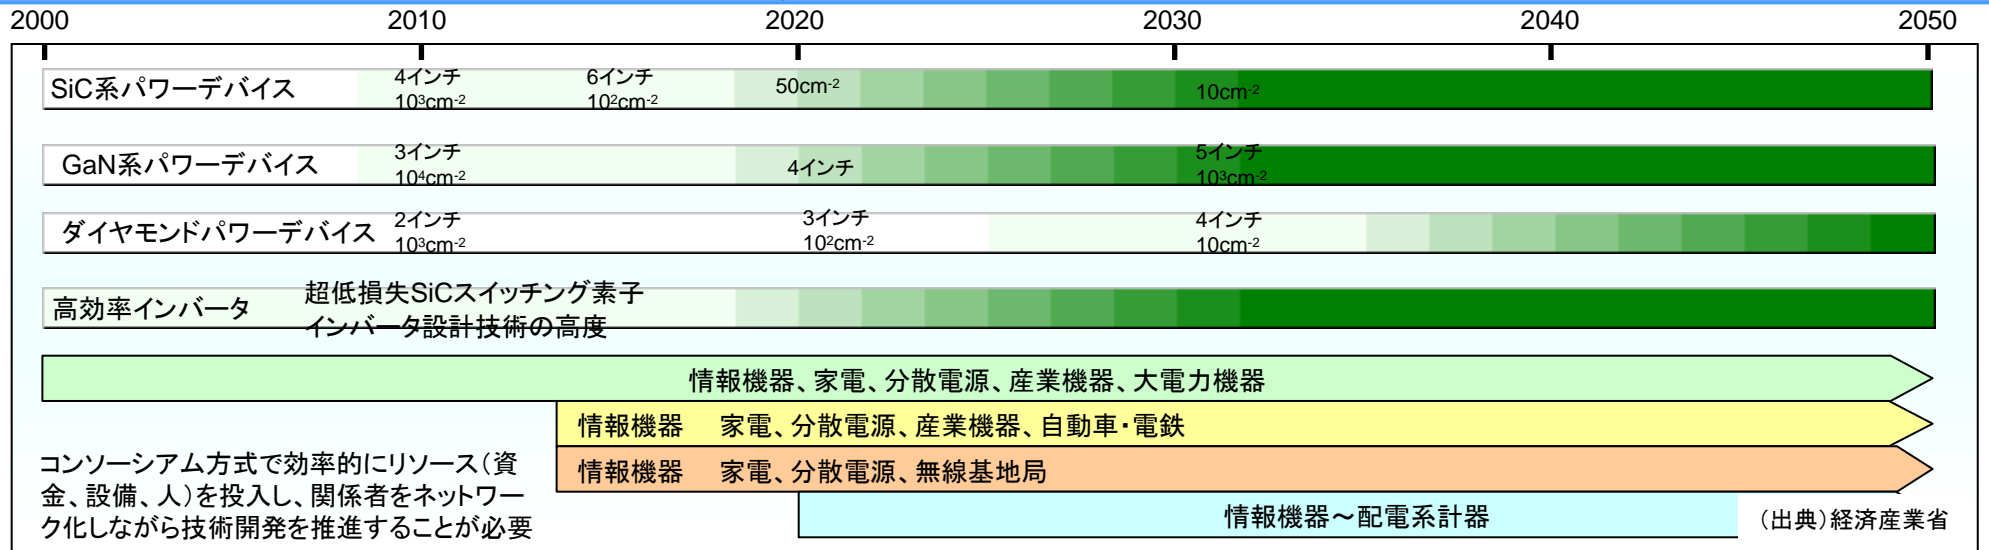 2000 2010 2020 2030 2040 2050
SiC系パワーデバイス 4インチ 6インチ 50cm-2 10cm-2
10³cm-2 10²cm-2
GaN系パワーデバイス 3インチ 4インチ 5インチ
10⁴cm-2 10³cm-2
ダイヤモンドパワーデバイス 2インチ 3インチ 4インチ
10³cm-2 10²cm-2 10cm-2
高効率インバータ 超低損失SiCスイッチング素子
インバータ設計技術の高度
情報機器、家電、分散電源、産業機器、大電力機器
情報機器 家電、分散電源、産業機器、自動車・電鉄
情報機器 家電、分散電源、無線基地局
情報機器～配電系計器
コンソーシアム方式で効率的にリソース（資
金、設備、人）を投入し、関係者をネットワー
ク化しながら技術開発を推進することが必要
（出典）経済産業省